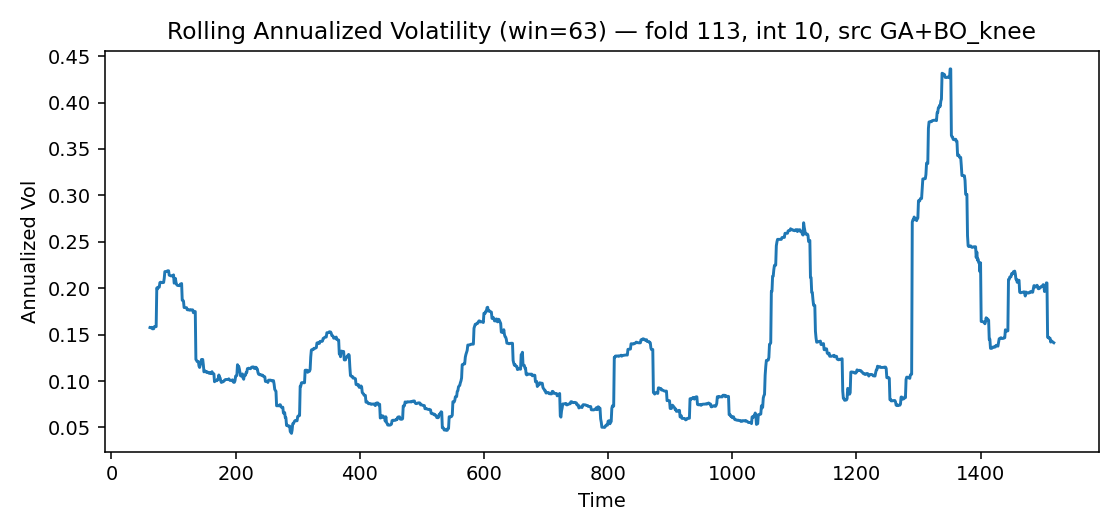 Rolling Annualized Volatility (win=63) — fold 113, int 10, src GA+BO_knee
0.45
0.40
0.35
0.30
0.25
0.20
0.15
0.10
0.05
Annualized Vol
0 200 400 600 800 1000 1200 1400
Time